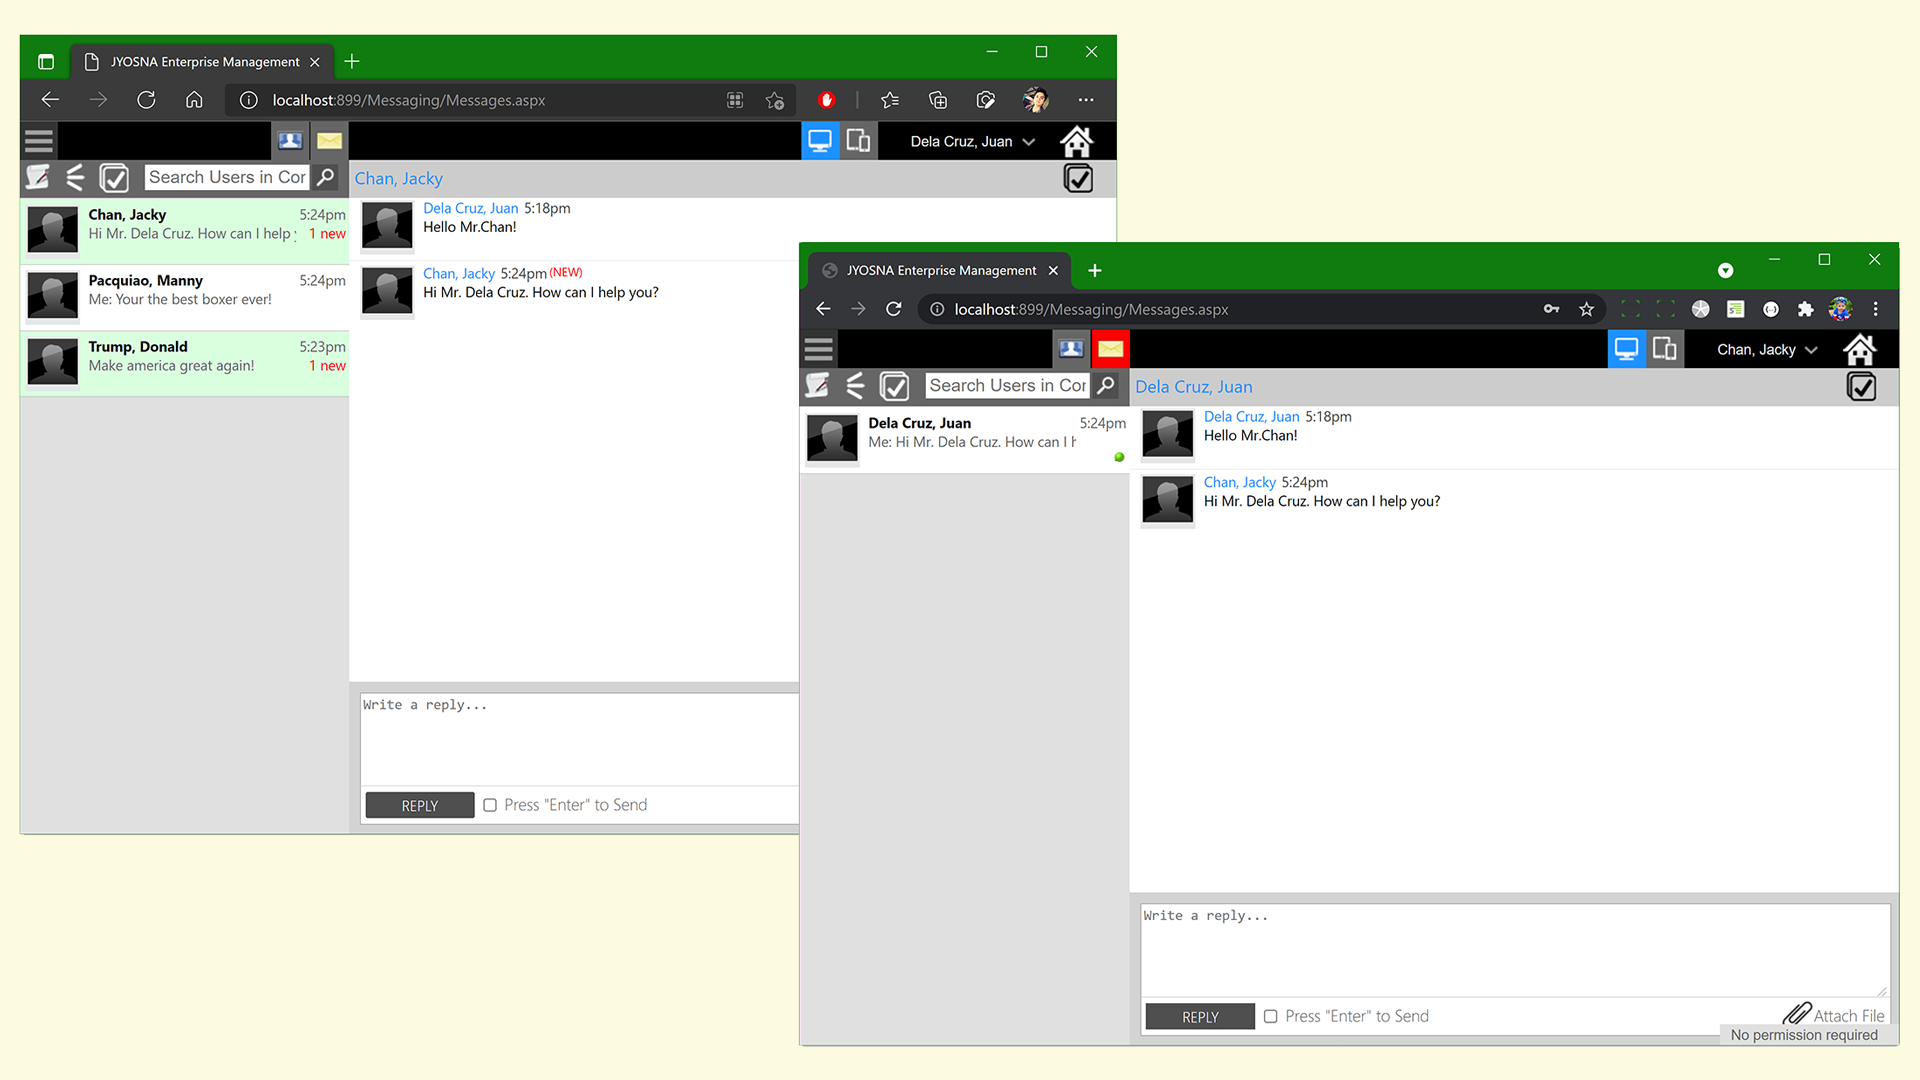 JYOSNA Enterprise Management
localhost:899/Messaging/Messages.aspx
Dela Cruz, Juan
Search Users in Cor
Chan, Jacky
Chan, Jacky 5:24pm
Hi Mr. Dela Cruz. How can I help 1 new
Pacquiao, Manny 5:24pm
Me: Your the best boxer ever!
Trump, Donald 5:23pm
Make america great again! 1 new
Dela Cruz, Juan 5:18pm
Hello Mr.Chan!
Chan, Jacky 5:24pm (NEW)
Hi Mr. Dela Cruz. How can I help you?
Write a reply...
REPLY Press "Enter" to Send
JYOSNA Enterprise Management
localhost:899/Messaging/Messages.aspx
Chan, Jacky
Search Users in Cor
Dela Cruz, Juan
Dela Cruz, Juan 5:24pm
Me: Hi Mr. Dela Cruz. How can I h
Dela Cruz, Juan 5:18pm
Hello Mr.Chan!
Chan, Jacky 5:24pm
Hi Mr. Dela Cruz. How can I help you?
Write a reply...
REPLY Press "Enter" to Send Attach File
No permission required